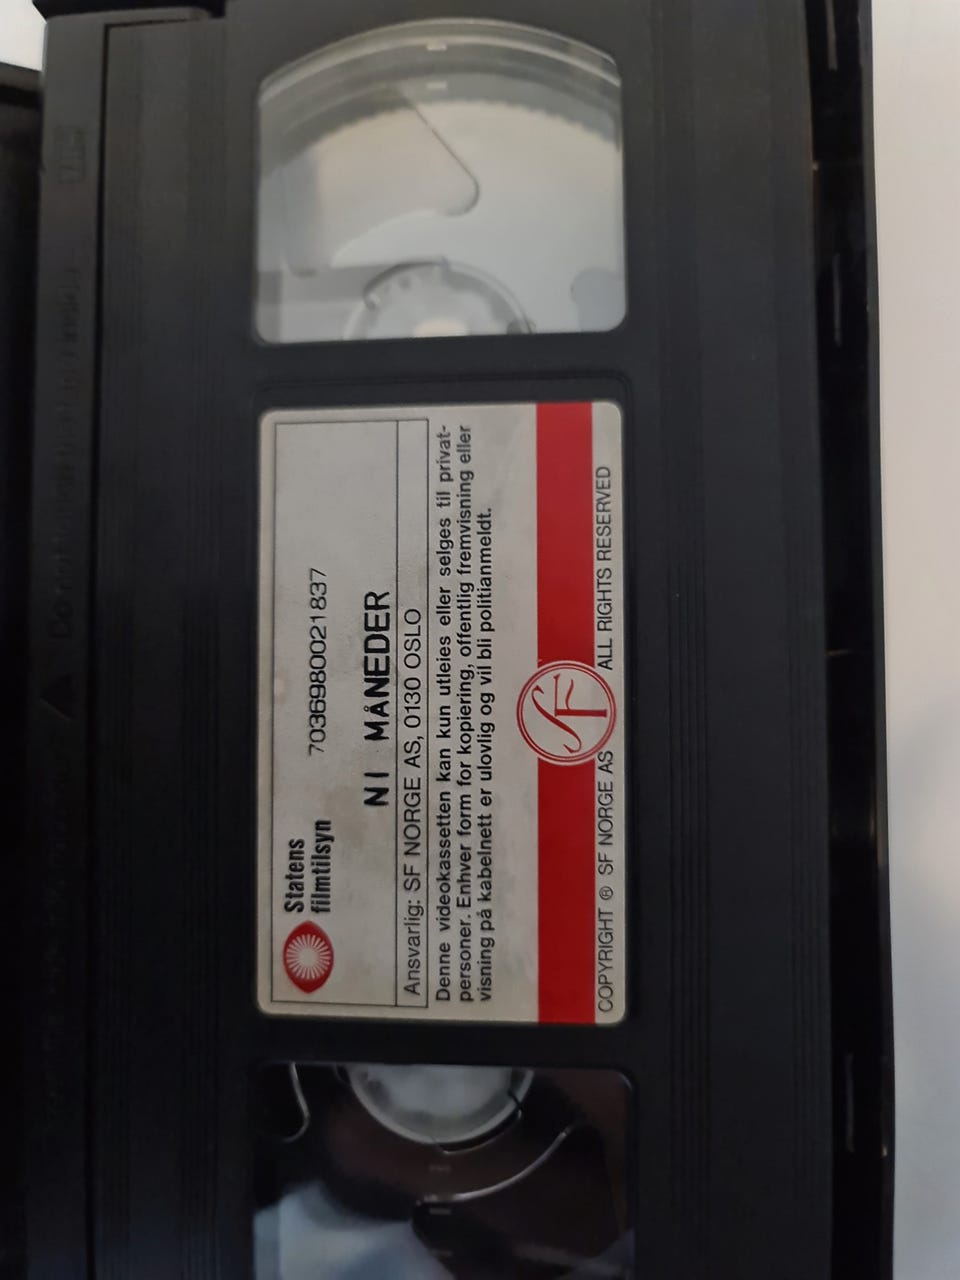 Statens
filmtilsyn
7036980021837
NI MÅNEDER
Ansvarlig: SF NORGE AS, 0130 OSLO
Denne videokassetten kan kun utleies eller selges til privat-
personer. Enhver form for kopiering, offentlig fremvisning eller
visning på kabelnett er ulovlig og vil bli politianmeldt.
SF
COPYRIGHT ® SF NORGE AS ALL RIGHTS RESERVED